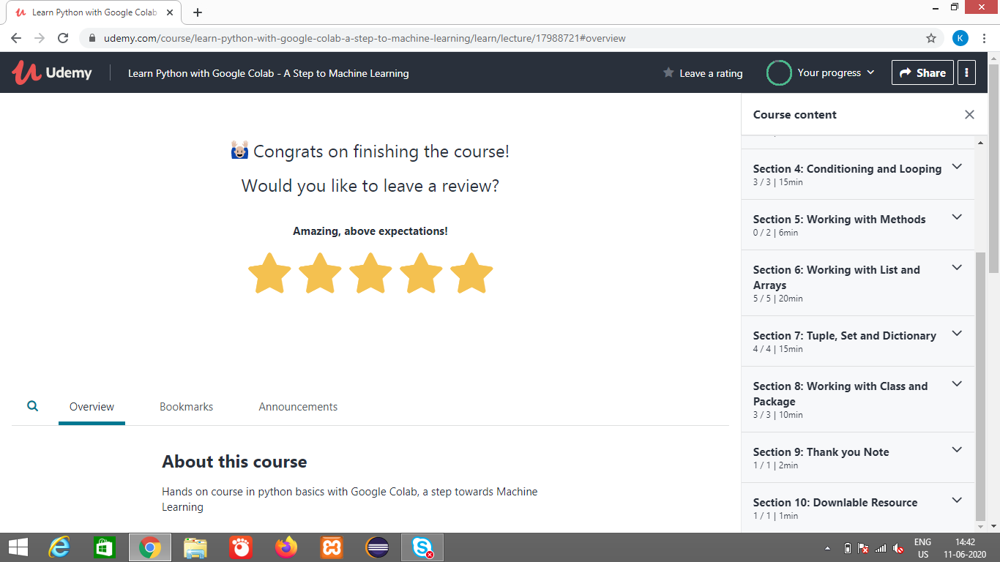 Learn Python with Google Colab
udemy.com/course/learn-python-with-google-colab-a-step-to-machine-learning/learn/lecture/17988721#overview
K
Udemy
Learn Python with Google Colab - A Step to Machine Learning
Leave a rating
Your progress
Share
Congrats on finishing the course!
Would you like to leave a review?
Amazing, above expectations!
Overview
Bookmarks
Announcements
About this course
Hands on course in python basics with Google Colab, a step towards Machine
Learning
Course content
Section 4: Conditioning and Looping
3 / 3 | 15min
Section 5: Working with Methods
0 / 2 | 6min
Section 6: Working with List and
Arrays
5 / 5 | 20min
Section 7: Tuple, Set and Dictionary
4 / 4 | 15min
Section 8: Working with Class and
Package
3 / 3 | 10min
Section 9: Thank you Note
1 / 1 | 2min
Section 10: Downlable Resource
1 / 1 | 1min
ENG
US
14:42
11-06-2020